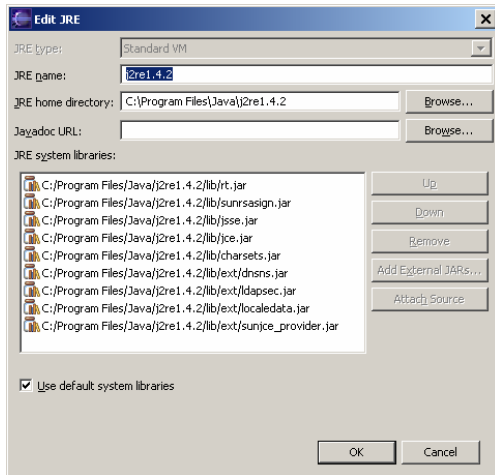 Edit JRE
JRE type: Standard VM
JRE name: j2re1.4.2
JRE home directory: C:\Program Files\Java\j2re1.4.2 Browse...
Javadoc URL: Browse...
JRE system libraries:
C:/Program Files/Java/j2re1.4.2/lib/rt.jar Up
C:/Program Files/Java/j2re1.4.2/lib/sunrsasign.jar
C:/Program Files/Java/j2re1.4.2/lib/jsse.jar Down
C:/Program Files/Java/j2re1.4.2/lib/jce.jar
C:/Program Files/Java/j2re1.4.2/lib/charsets.jar Remove
C:/Program Files/Java/j2re1.4.2/lib/ext/dnsns.jar Add External JARs...
C:/Program Files/Java/j2re1.4.2/lib/ext/ldapsec.jar
C:/Program Files/Java/j2re1.4.2/lib/ext/localedata.jar Attach Source
C:/Program Files/Java/j2re1.4.2/lib/ext/sunjce_provider.jar
Use default system libraries
OK Cancel